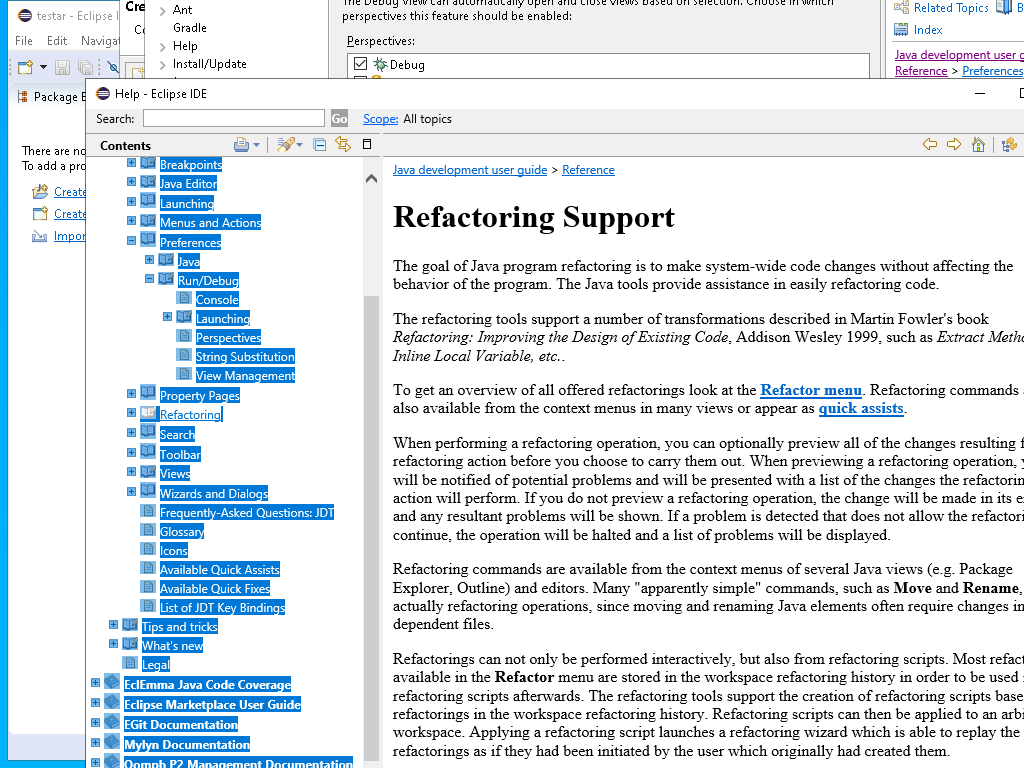 testar - Eclipse I
File Edit Navigat
Package E
There are no
To add a pro
Create
Create
Impor
Cre
Ant
Gradle
Help
Install/Update
The Debug View can automatically open and close views based on selection. Choose in which
perspectives this feature should be enabled:
Perspectives:
Debug
Related Topics
Index
Java development user g
Reference > Preferences
Help - Eclipse IDE
Search:
Go
Scope: All topics
Contents
Breakpoints
Java Editor
Launching
Menus and Actions
Preferences
Java
Run/Debug
Console
Launching
Perspectives
String Substitution
View Management
Property Pages
Refactoring
Search
Toolbar
Views
Wizards and Dialogs
Frequently-Asked Questions: JDT
Glossary
Icons
Available Quick Assists
Available Quick Fixes
List of JDT Key Bindings
Tips and tricks
What's new
Legal
EclEmma Java Code Coverage
Eclipse Marketplace User Guide
EGit Documentation
Mylyn Documentation
Oomph P2 Management Documentation
Java development user guide > Reference
Refactoring Support
The goal of Java program refactoring is to make system-wide code changes without affecting the
behavior of the program. The Java tools provide assistance in easily refactoring code.
The refactoring tools support a number of transformations described in Martin Fowler's book
Refactoring: Improving the Design of Existing Code, Addison Wesley 1999, such as Extract Metho
Inline Local Variable, etc..
To get an overview of all offered refactorings look at the Refactor menu. Refactoring commands a
also available from the context menus in many views or appear as quick assists.
When performing a refactoring operation, you can optionally preview all of the changes resulting f
refactoring action before you choose to carry them out. When previewing a refactoring operation, y
will be notified of potential problems and will be presented with a list of the changes the refactorin
action will perform. If you do not preview a refactoring operation, the change will be made in its e
and any resultant problems will be shown. If a problem is detected that does not allow the refactori
continue, the operation will be halted and a list of problems will be displayed.
Refactoring commands are available from the context menus of several Java views (e.g. Package
Explorer, Outline) and editors. Many "apparently simple" commands, such as Move and Rename,
actually refactoring operations, since moving and renaming Java elements often require changes in
dependent files.
Refactorings can not only be performed interactively, but also from refactoring scripts. Most refact
available in the Refactor menu are stored in the workspace refactoring history in order to be used i
refactoring scripts afterwards. The refactoring tools support the creation of refactoring scripts base
refactorings in the workspace refactoring history. Refactoring scripts can then be applied to an arbi
workspace. Applying a refactoring script launches a refactoring wizard which is able to replay the
refactorings as if they had been initiated by the user which originally had created them.